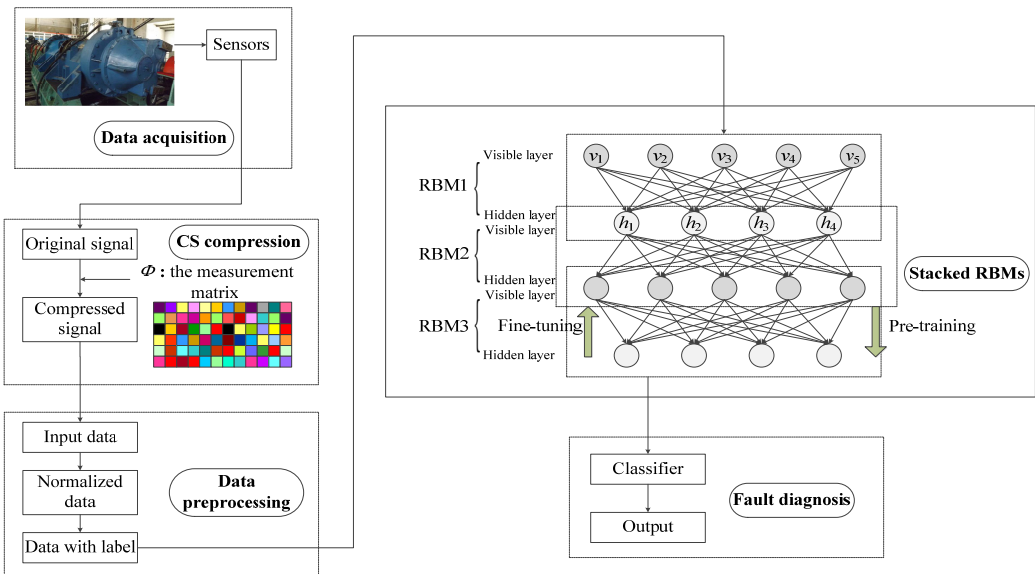 Sensors
Data acquisition
Original signal
CS compression
Φ : the measurement
matrix
Compressed
signal
Input data
Normalized
data
Data
preprocessing
Data with label
Visible layer
v1
v2
v3
v4
v5
RBM1
Hidden layer
h1
h2
h3
h4
Visible layer
RBM2
Hidden layer
Stacked RBMs
Visible layer
RBM3
Fine-tuning
Pre-training
Hidden layer
Classifier
Fault diagnosis
Output